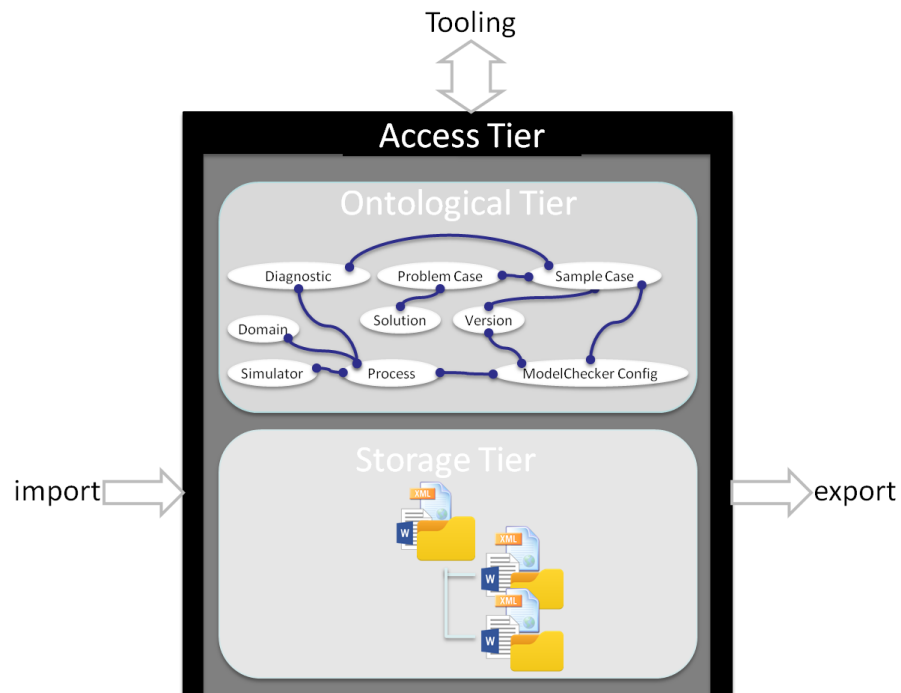 Tooling
Access Tier
Ontological Tier
Diagnostic
Problem Case
Sample Case
Domain
Solution
Version
Simulator
Process
ModelChecker Config
import
Storage Tier
export
XML
W
XML
W
XML
W